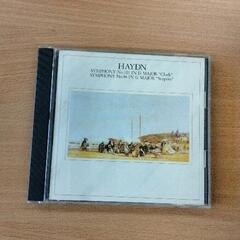 HAYDN
SYMPHONY No.101 IN D MAJOR "Clock"
SYMPHONY No.94 IN G MAJOR "Surprise"